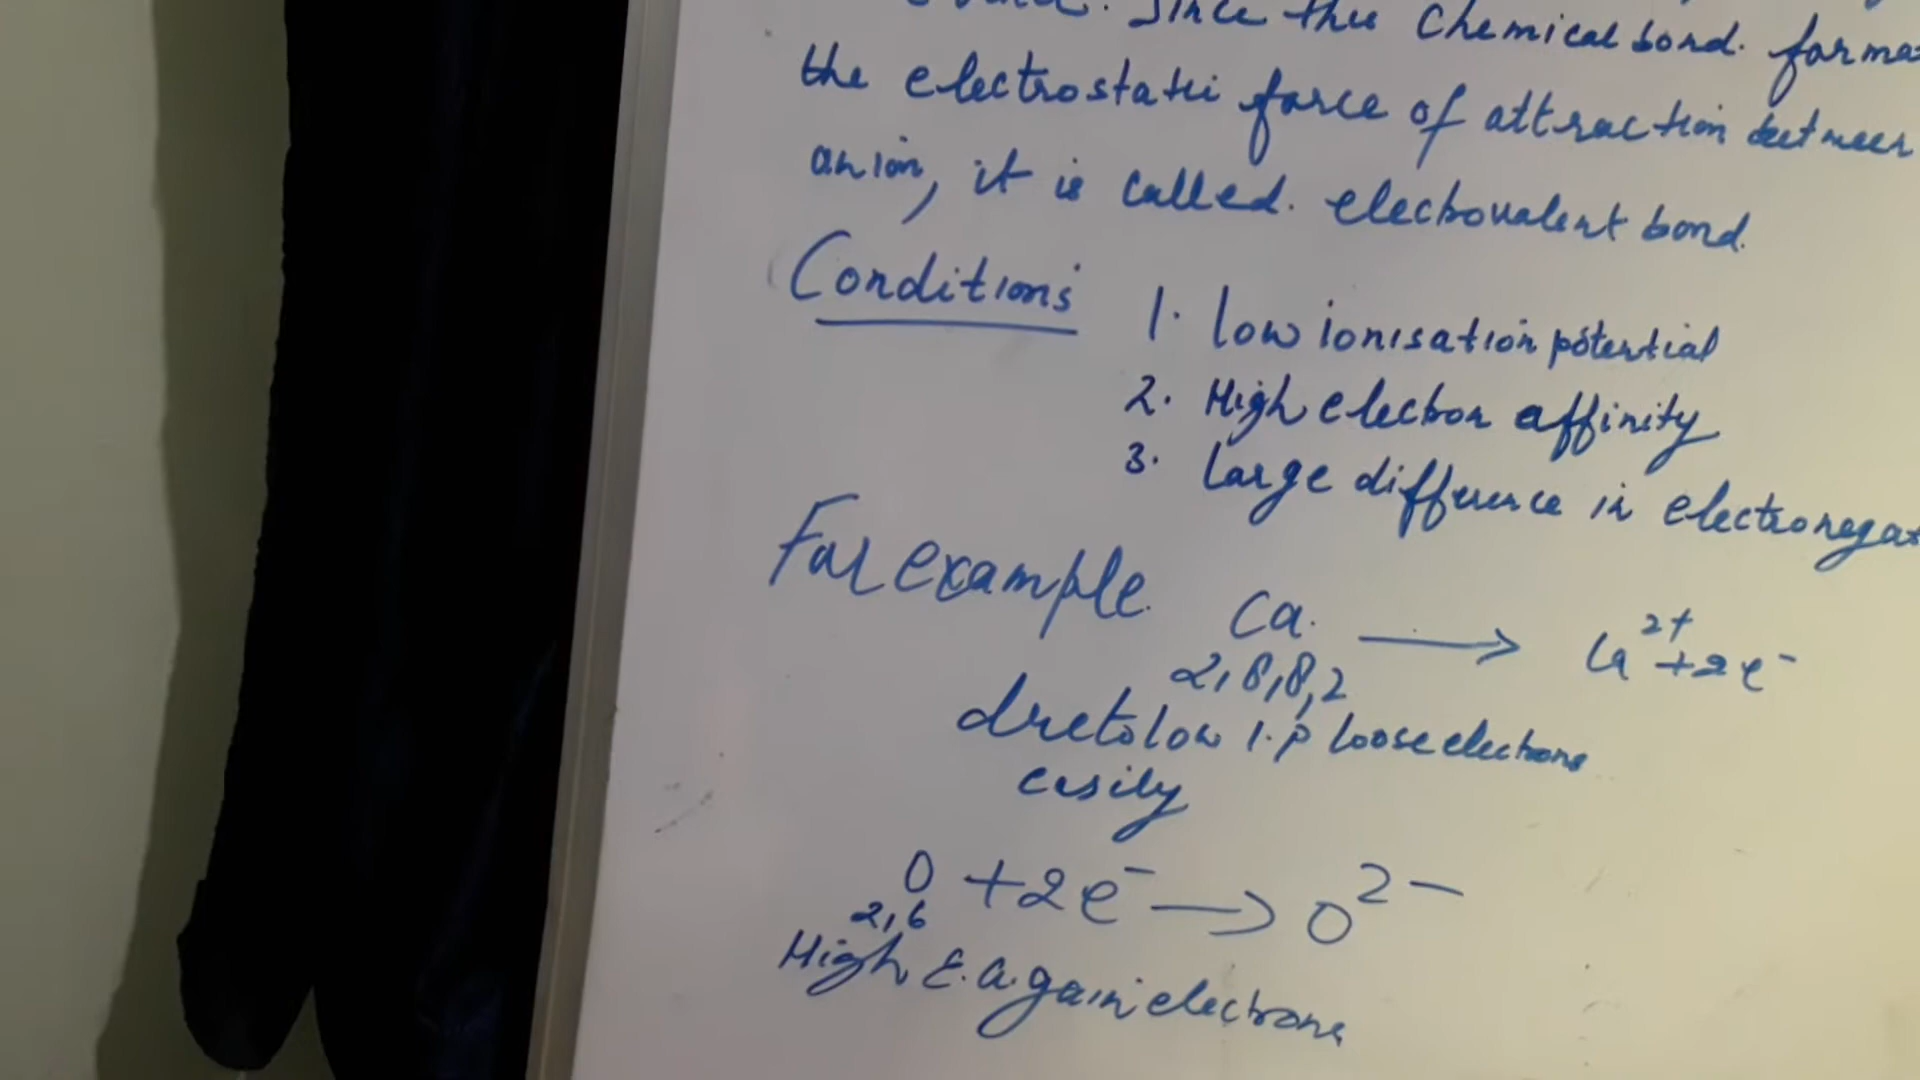 Since this Chemical bond. forma
the electrostatic force of attraction between
anion, it is called. electrovalent bond.
Conditions 1. low ionisation potential
2. High electron affinity
3. Large difference in electronegat
For example. Ca. → Ca²⁺ + 2e⁻
2,8,8,2
due to low I.P loose electrons
easily
O + 2e⁻ → O²⁻
2,6
High E.A. gain electrons